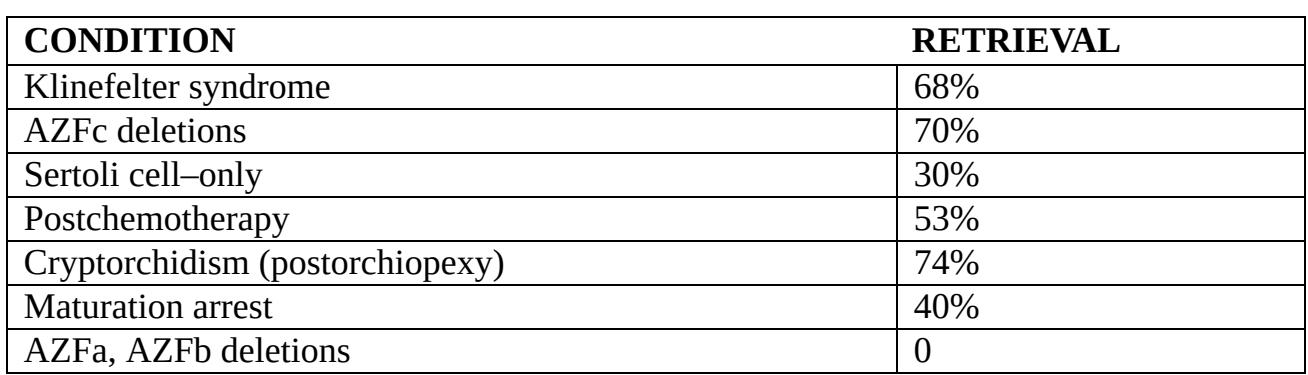 CONDITION RETRIEVAL
Klinefelter syndrome 68%
AZFc deletions 70%
Sertoli cell–only 30%
Postchemotherapy 53%
Cryptorchidism (postorchiopexy) 74%
Maturation arrest 40%
AZFa, AZFb deletions 0